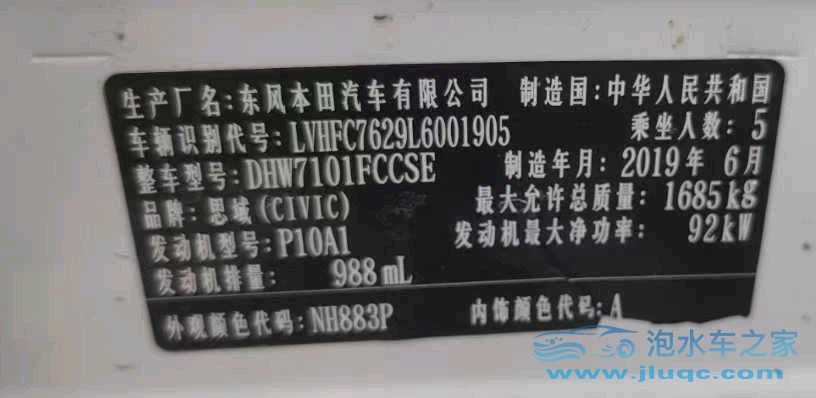 生产厂名:东风本田汽车有限公司 制造国:中华人民共和国
车辆识别代号:LVHFC7629L6001905 乘坐人数:5
整车型号:DHW7101FCCSE 制造年月:2019年6月
品牌:思域(CIVIC) 最大允许总质量:1685kg
发动机型号:P10A1 发动机最大净功率:92kW
发动机排量:988mL
外观颜色代码:NH883P 内饰颜色代码:A
泡水车之家
www.jluqc.com